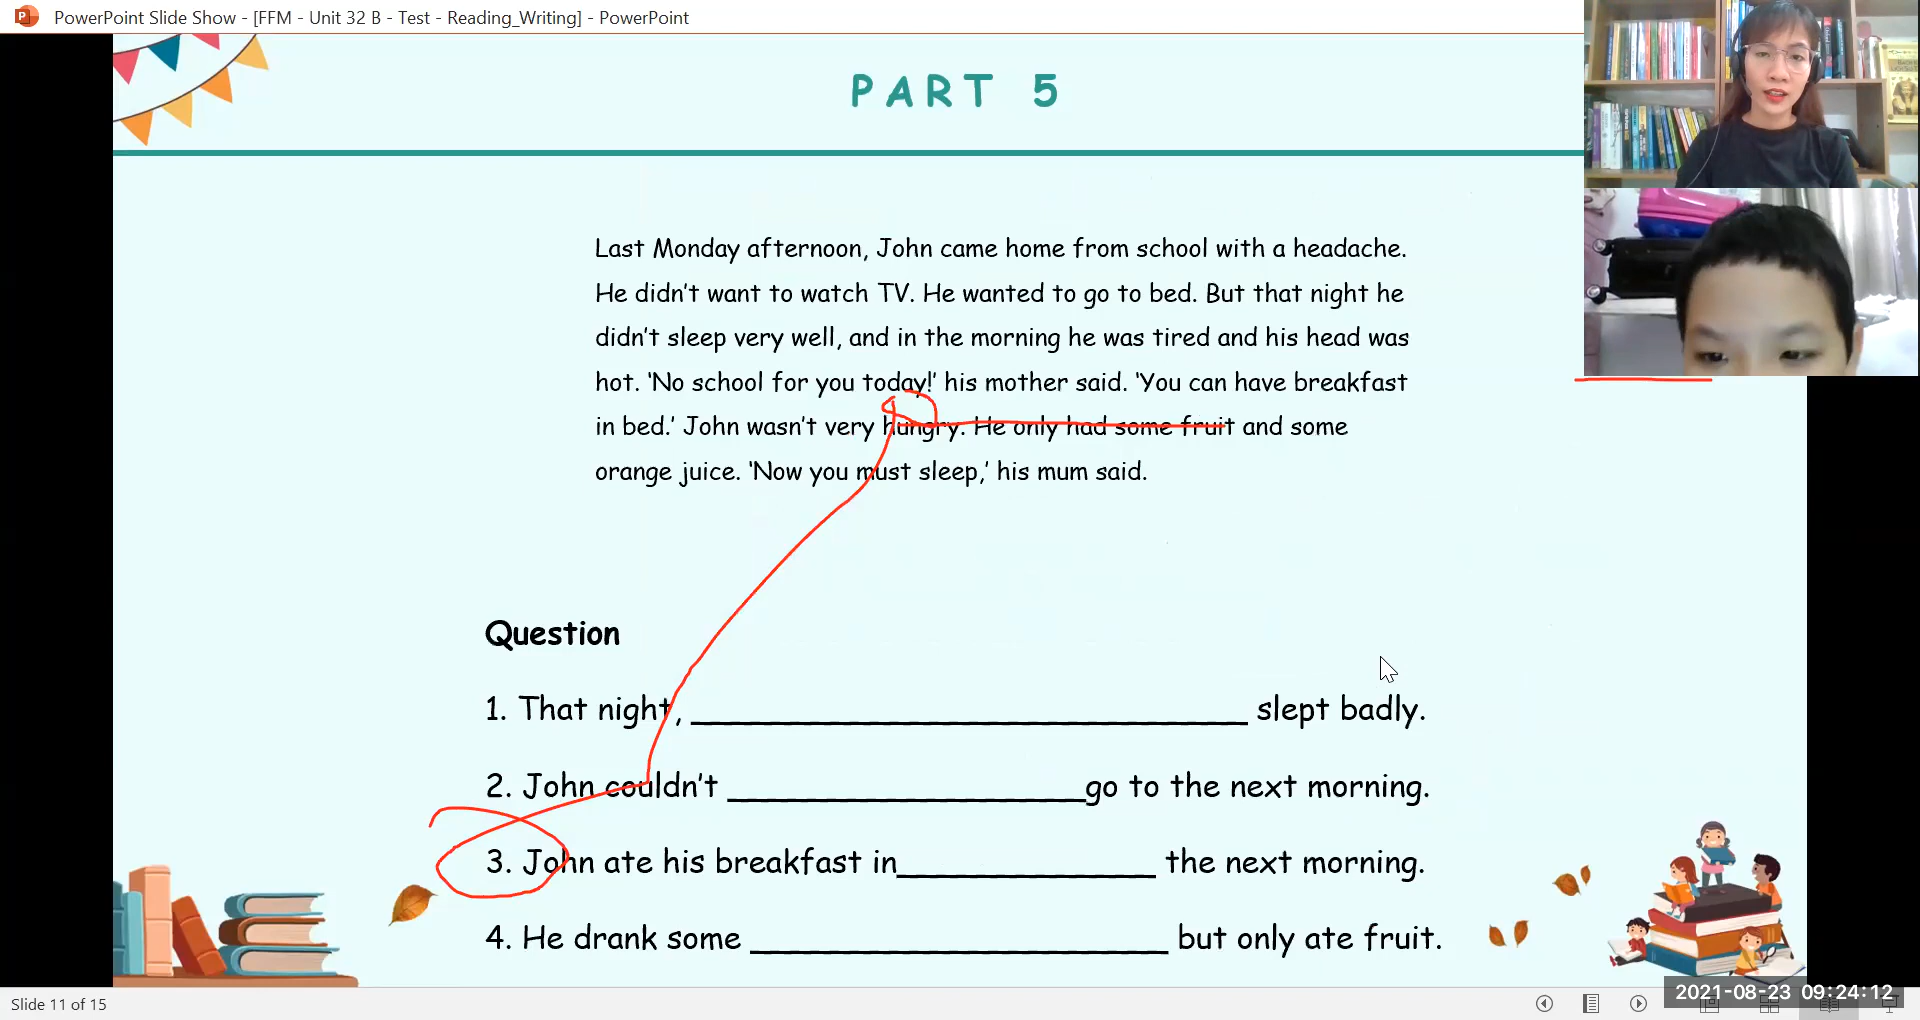 PowerPoint Slide Show - [FFM - Unit 32 B - Test - Reading_Writing] - PowerPoint
PART 5
Last Monday afternoon, John came home from school with a headache.
He didn't want to watch TV. He wanted to go to bed. But that night he
didn't sleep very well, and in the morning he was tired and his head was
hot. 'No school for you today!' his mother said. 'You can have breakfast
in bed.' John wasn't very hungry. He only had some fruit and some
orange juice. 'Now you must sleep,' his mum said.
Question
1. That night, ______________________________ slept badly.
2. John couldn't ____________________go to the next morning.
3. John ate his breakfast in______________ the next morning.
4. He drank some _______________________ but only ate fruit.
Slide 11 of 15
2021-08-23 09:24:12